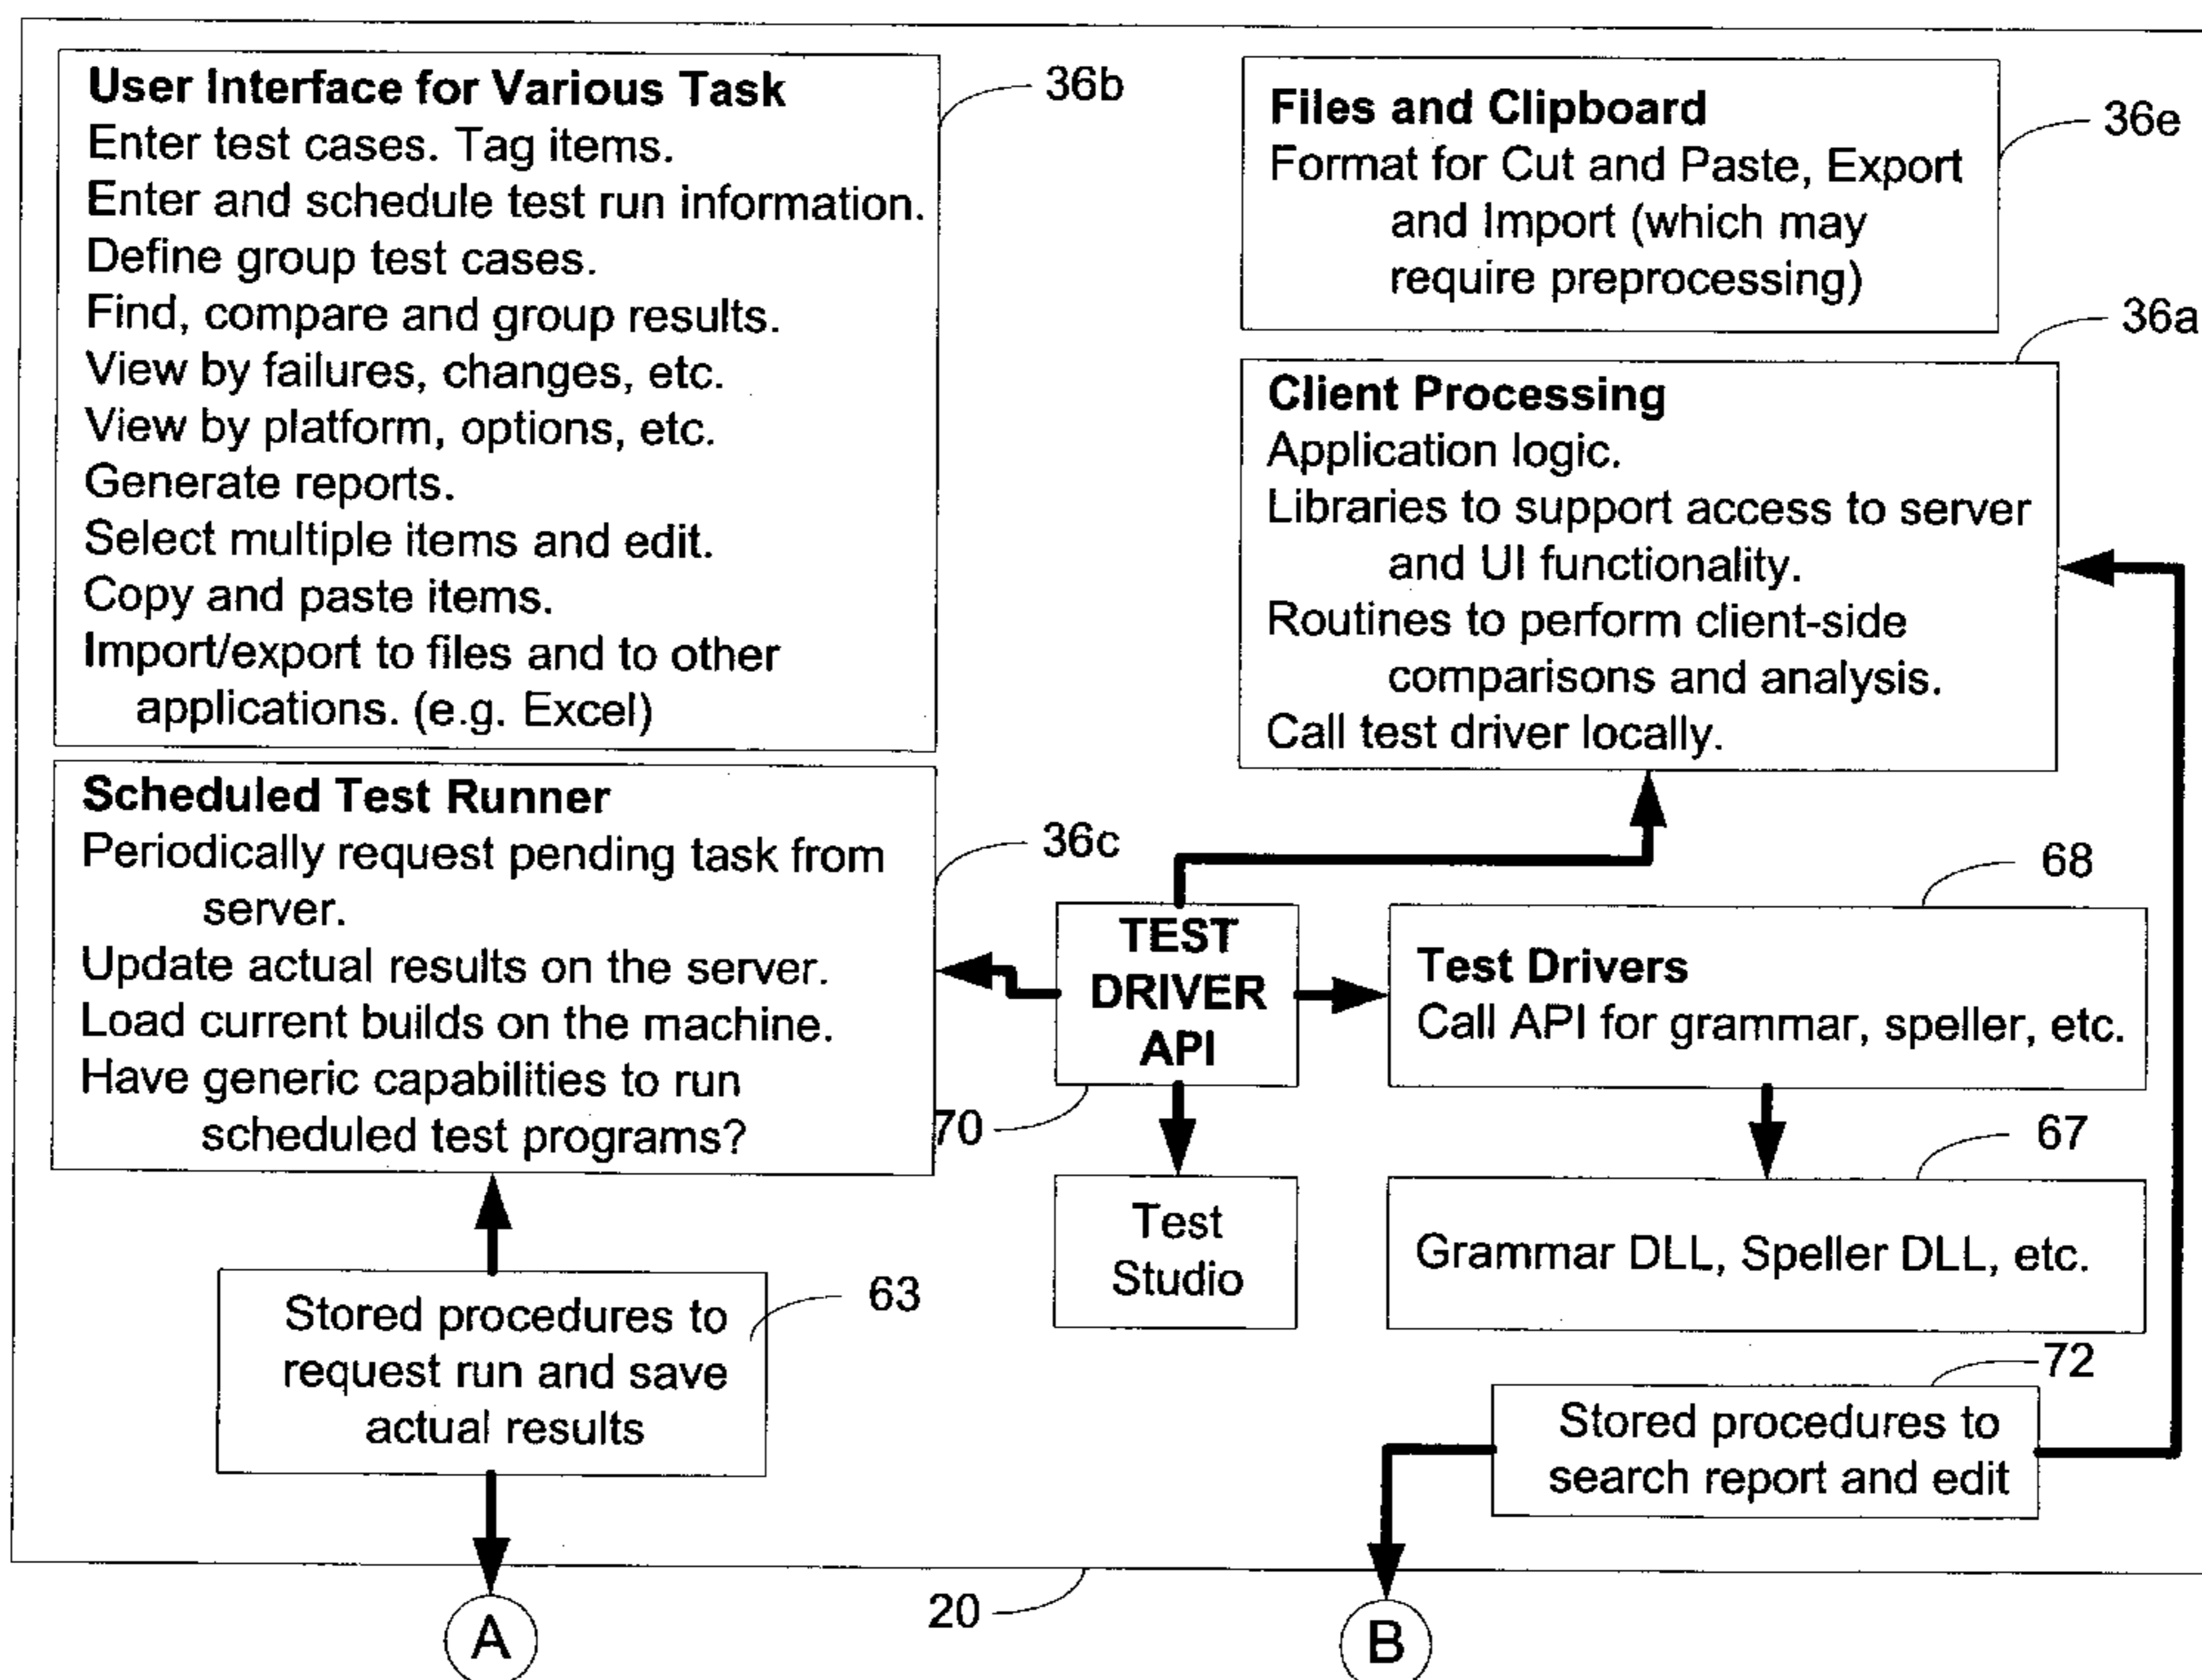 User Interface for Various Task
Enter test cases. Tag items.
Enter and schedule test run information.
Define group test cases.
Find, compare and group results.
View by failures, changes, etc.
View by platform, options, etc.
Generate reports.
Select multiple items and edit.
Copy and paste items.
Import/export to files and to other
applications. (e.g. Excel)
36b
Files and Clipboard
Format for Cut and Paste, Export
and Import (which may
require preprocessing)
36e
36a
Client Processing
Application logic.
Libraries to support access to server
and UI functionality.
Routines to perform client-side
comparisons and analysis.
Call test driver locally.
Scheduled Test Runner
Periodically request pending task from
server.
Update actual results on the server.
Load current builds on the machine.
Have generic capabilities to run
scheduled test programs?
36c
TEST
DRIVER
API
70
68
Test Drivers
Call API for grammar, speller, etc.
67
Test
Studio
Grammar DLL, Speller DLL, etc.
Stored procedures to
request run and save
actual results
63
72
Stored procedures to
search report and edit
20
A
B